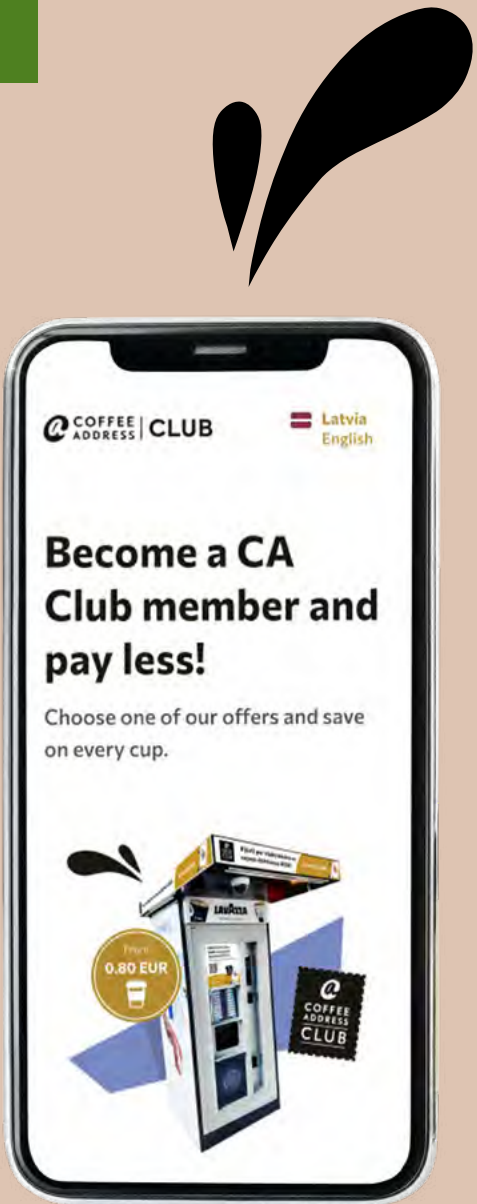 COFFEE
ADDRESS
CLUB
Latvia
English
Become a CA
Club member and
pay less!
Choose one of our offers and save
on every cup.
LAVAZZA
0.80 EUR
COFFEE
ADDRESS
CLUB